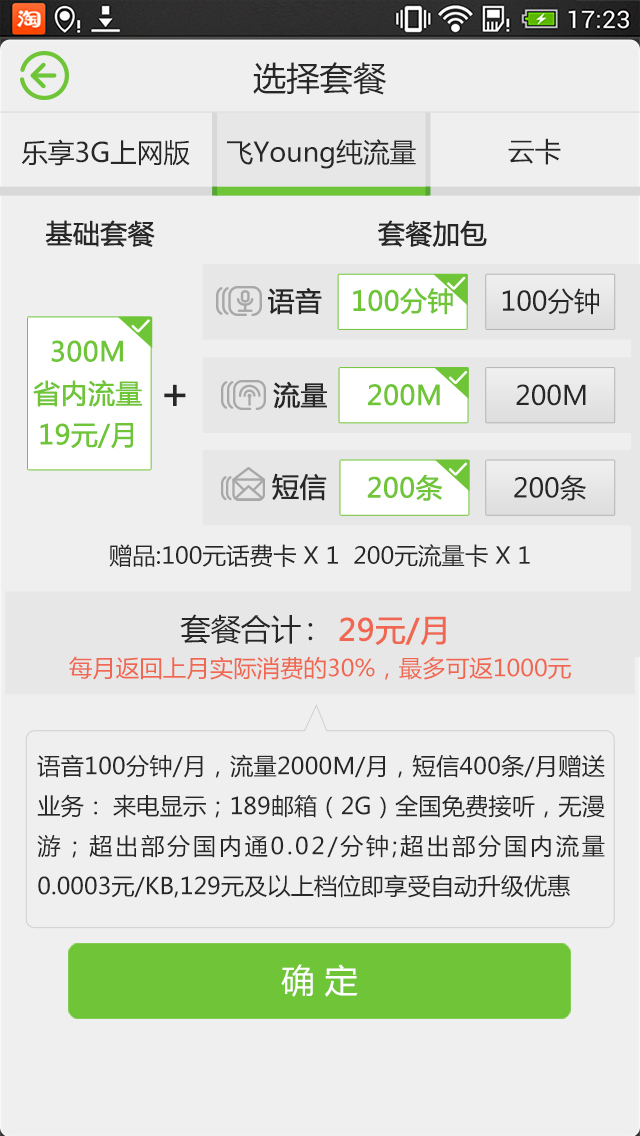 淘 17:23
选择套餐
乐享3G上网版 飞Young纯流量 云卡
基础套餐 套餐加包
语音 100分钟 100分钟
300M
省内流量
19元/月
+
流量 200M 200M
短信 200条 200条
赠品:100元话费卡 X 1 200元流量卡 X 1
套餐合计： 29元/月
每月返回上月实际消费的30%，最多可返1000元
语音100分钟/月，流量2000M/月，短信400条/月赠送
业务： 来电显示；189邮箱（2G）全国免费接听，无漫
游；超出部分国内通0.02/分钟;超出部分国内流量
0.0003元/KB,129元及以上档位即享受自动升级优惠
确 定